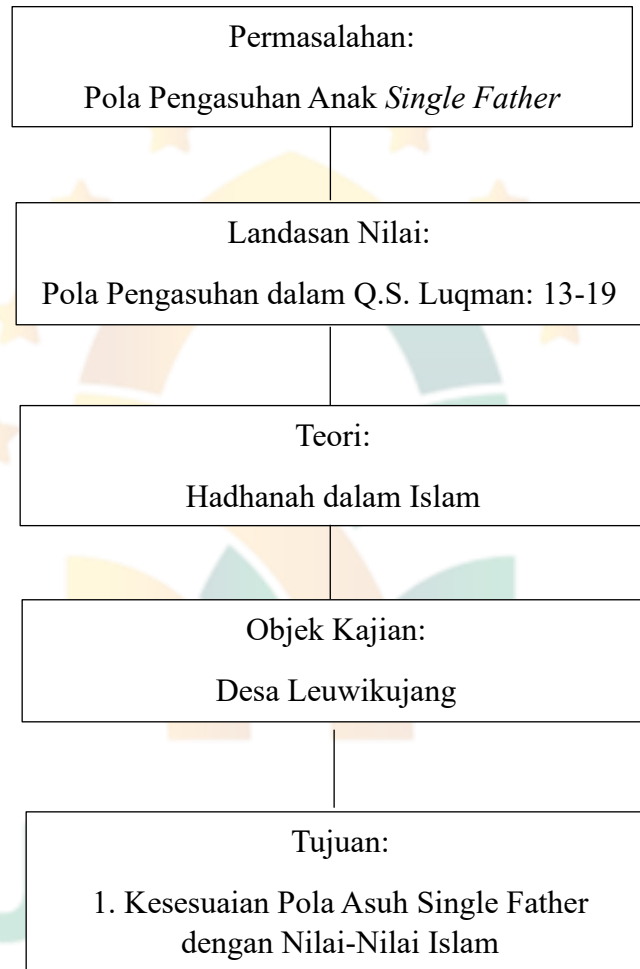 Permasalahan:
Pola Pengasuhan Anak Single Father
Landasan Nilai:
Pola Pengasuhan dalam Q.S. Luqman: 13-19
Teori:
Hadhanah dalam Islam
Objek Kajian:
Desa Leuwikujang
Tujuan:
1. Kesesuaian Pola Asuh Single Father
dengan Nilai-Nilai Islam